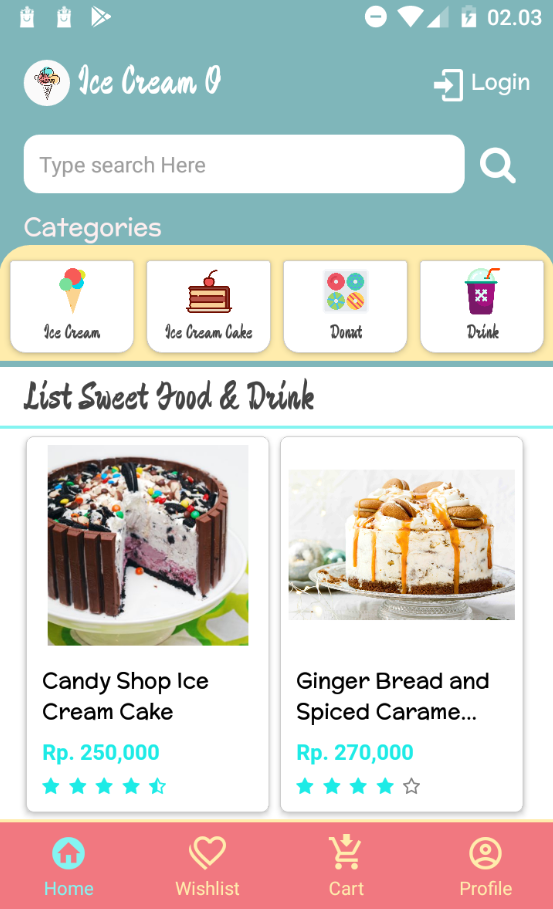 02.03
Ice Cream O
Login
Type search Here
Categories
Ice Cream
Ice Cream Cake
Donut
Drink
List Sweet Food & Drink
Candy Shop Ice
Cream Cake
Rp. 250,000
Ginger Bread and
Spiced Carame...
Rp. 270,000
Home
Wishlist
Cart
Profile